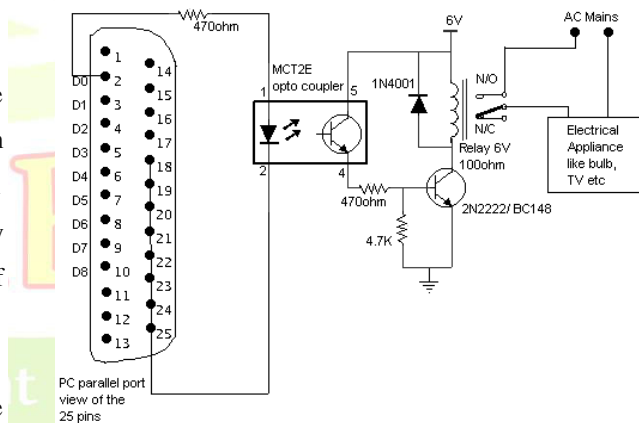 470ohm
6V
AC Mains
MCT2E
opto coupler
1
5
2
4
1N4001
N/O
N/C
Relay 6V
100ohm
Electrical
Appliance
like bulb,
TV etc
470ohm
2N2222/ BC148
4.7K
D0
D1
D2
D3
D4
D5
D6
D7
D8
1
2
3
4
5
6
7
8
9
10
11
12
13
14
15
16
17
18
19
20
21
22
23
24
25
PC parallel port
view of the
25 pins